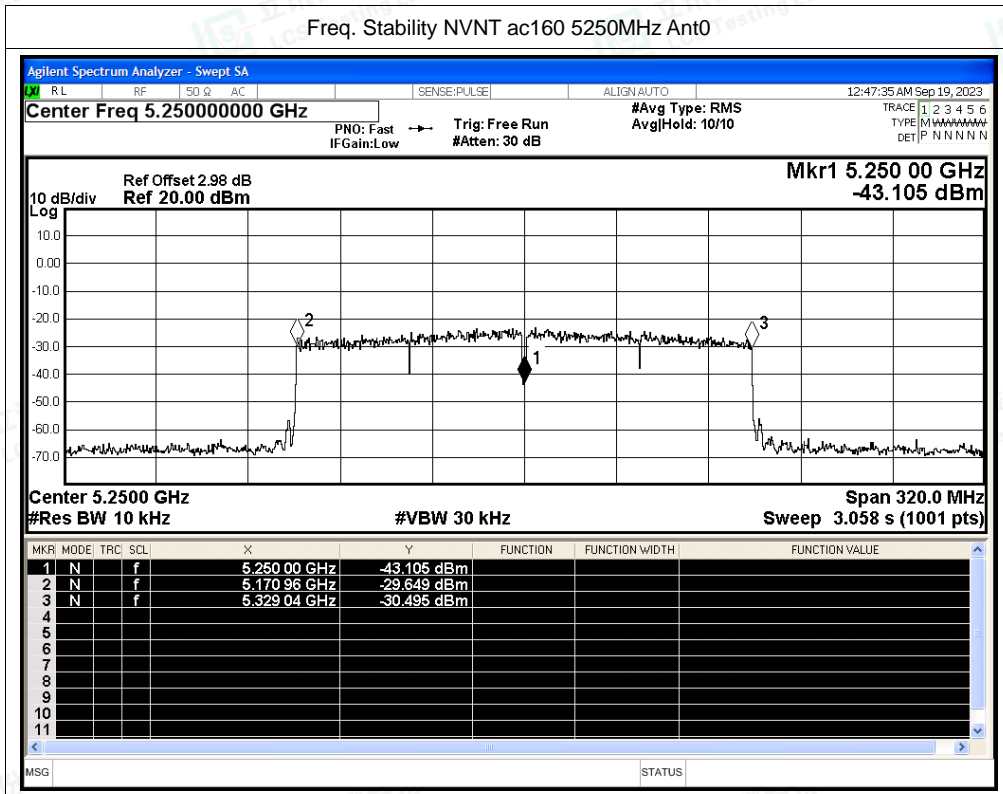 Freq. Stability NVNT ac160 5250MHz Ant0
Agilent Spectrum Analyzer - Swept SA
LXI RL RF 50 Ω AC SENSE:PULSE ALIGN AUTO 12:47:35 AM Sep 19, 2023
Center Freq 5.250000000 GHz
PNO: Fast
IFGain:Low
Trig: Free Run
#Atten: 30 dB
#Avg Type: RMS
Avg|Hold: 10/10
TRACE 1 2 3 4 5 6
TYPE M WWWWW
DET P N N N N N
Mkr1 5.250 00 GHz
-43.105 dBm
Ref Offset 2.98 dB
10 dB/div Ref 20.00 dBm
Log
10.0
0.00
-10.0
-20.0
-30.0
-40.0
-50.0
-60.0
-70.0
2
1
3
Center 5.2500 GHz Span 320.0 MHz
#Res BW 10 kHz #VBW 30 kHz Sweep 3.058 s (1001 pts)
MKR MODE TRC SCL X Y FUNCTION FUNCTION WIDTH FUNCTION VALUE
1 N f 5.250 00 GHz -43.105 dBm
2 N f 5.170 96 GHz -29.649 dBm
3 N f 5.329 04 GHz -30.495 dBm
4
5
6
7
8
9
10
11
MSG STATUS